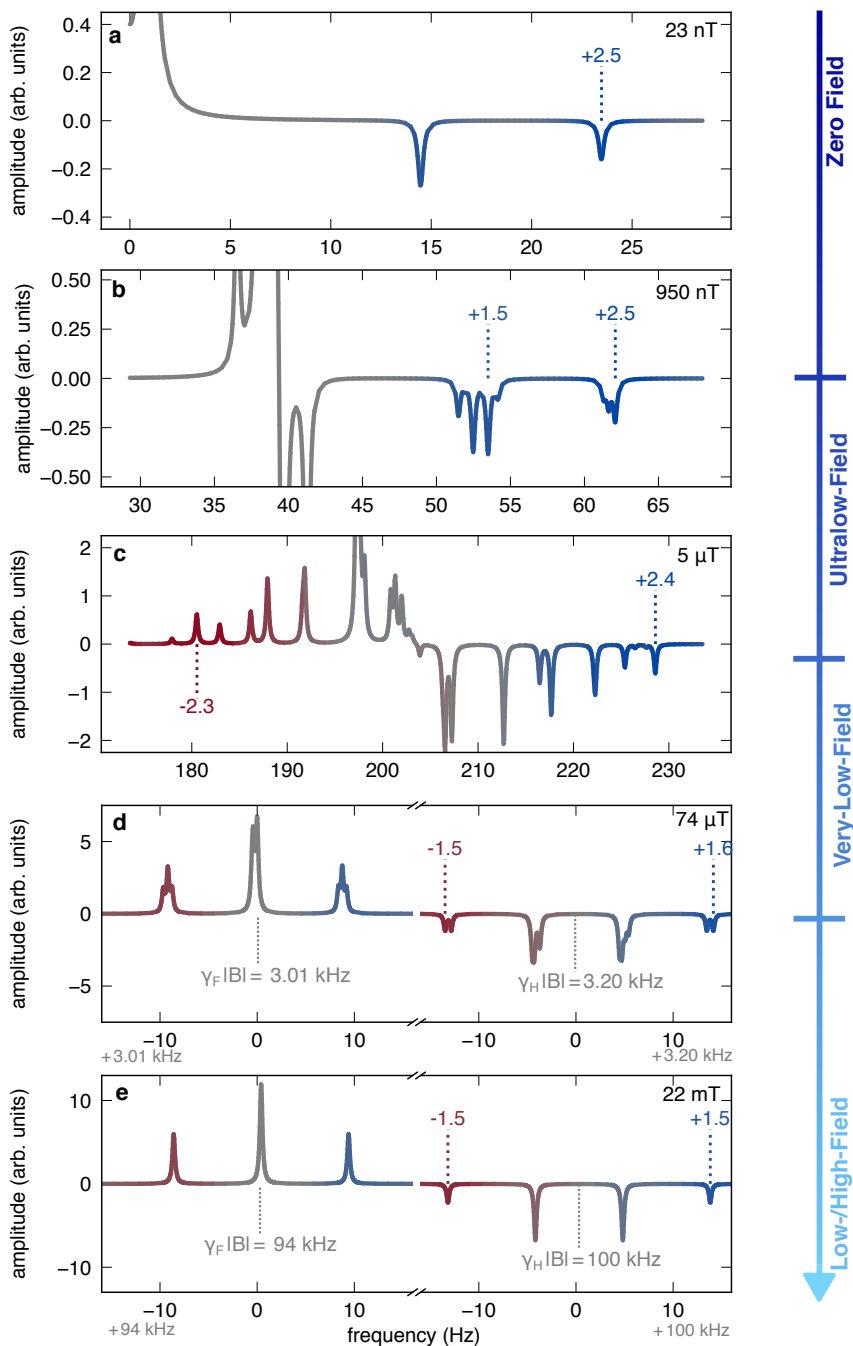 a
23 nT
+2.5
0.4
0.2
0.0
−0.2
−0.4
amplitude (arb. units)
0 5 10 15 20 25
b
950 nT
+1.5 +2.5
0.50
0.25
0.00
−0.25
−0.50
amplitude (arb. units)
30 35 40 45 50 55 60 65
c
5 µT
+2.4
-2.3
2
1
0
−1
−2
amplitude (arb. units)
180 190 200 210 220 230
d
74 µT
-1.5 +1.6
5
0
−5
amplitude (arb. units)
γF|B| = 3.01 kHz
γH|B| = 3.20 kHz
−10 0 10 −10 0 10
+3.01 kHz +3.20 kHz
e
22 mT
-1.5 +1.5
10
0
−10
amplitude (arb. units)
γF|B| = 94 kHz
γH|B| = 100 kHz
−10 0 10 −10 0 10
+94 kHz +100 kHz
frequency (Hz)
Zero Field
Ultralow-Field
Very-Low-Field
Low-/High-Field